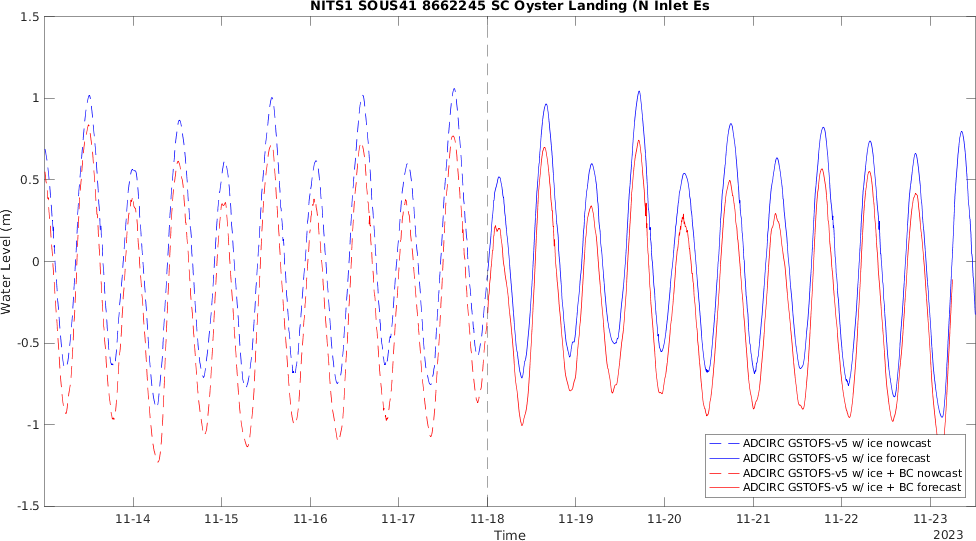 NITS1 SOUS41 8662245 SC Oyster Landing (N Inlet Es
1.5
1
0.5
0
-0.5
-1
-1.5
Water Level (m)
11-14
11-15
11-16
11-17
11-18
11-19
11-20
11-21
11-22
11-23
Time
2023
ADCIRC GSTOFS-v5 w/ ice nowcast
ADCIRC GSTOFS-v5 w/ ice forecast
ADCIRC GSTOFS-v5 w/ ice + BC nowcast
ADCIRC GSTOFS-v5 w/ ice + BC forecast